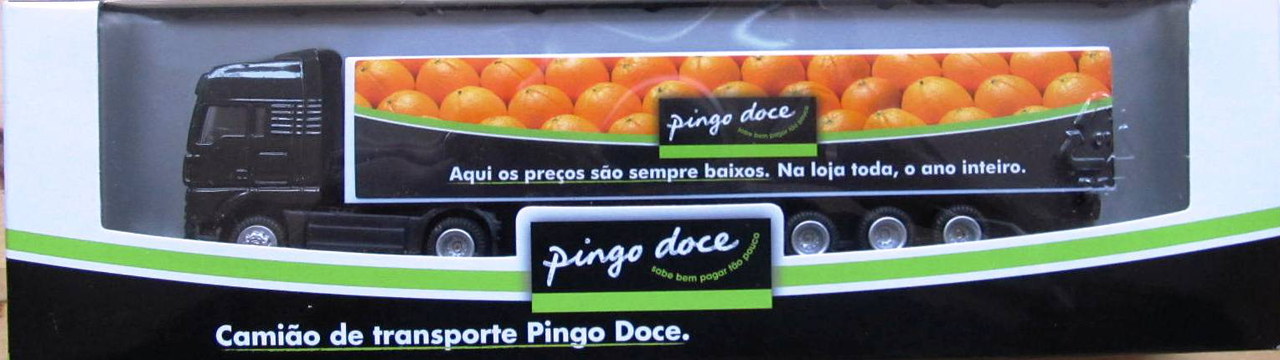 pingo doce
sabe bem pagar tão pouco
Aqui os preços são sempre baixos. Na loja toda, o ano inteiro.
pingo doce
sabe bem pagar tão pouco
Camião de transporte Pingo Doce.